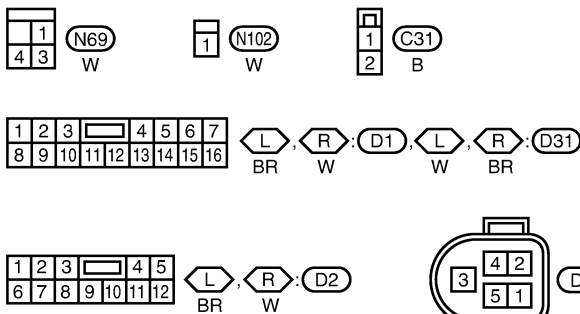 1 N69 1 N102 1 C31
4 3 W W 2 B
1 2 3 4 5 6 7 L , R : D1 , L , R : D31
8 9 10 11 12 13 14 15 16 BR W W BR
4 2
1 2 3 4 5 L , R : D2 3 D
6 7 8 9 10 11 12 BR W 5 1